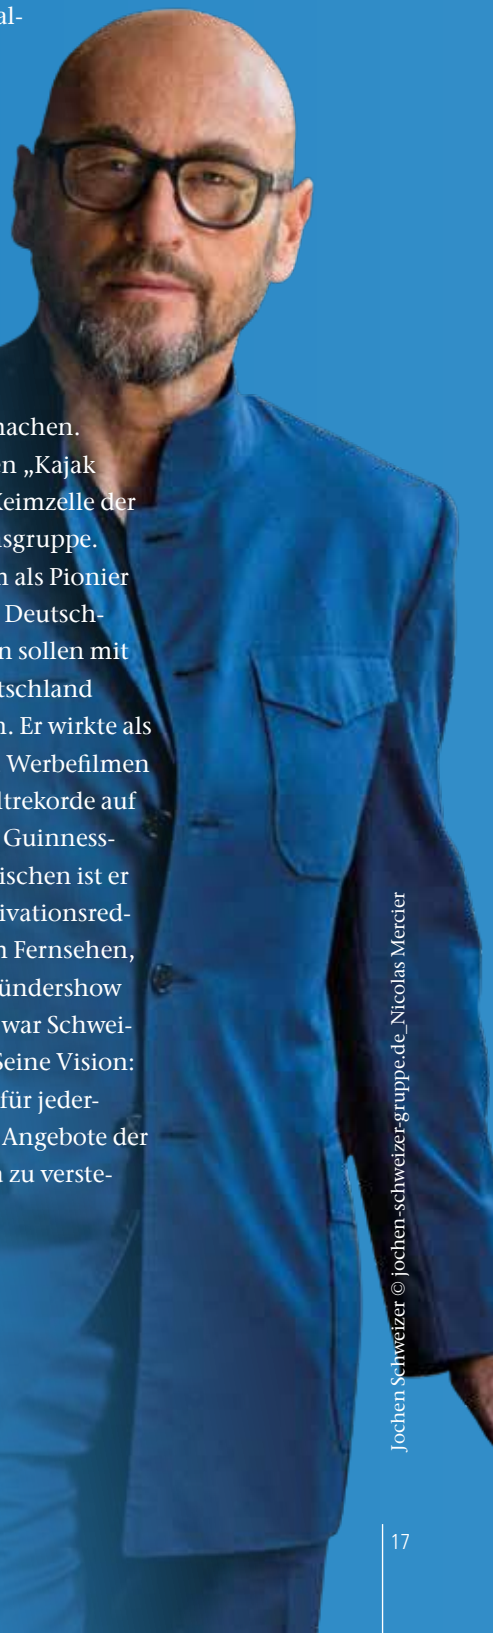 al-
machen.
en „Kajak
Keimzelle der
nsgruppe.
n als Pionier
Deutsch-
n sollen mit
tschland
n. Er wirkte als
Werbefilmen
ltrekorde auf
Guinness-
ischen ist er
ivationsred-
n Fernsehen,
ündershow
war Schwei-
Seine Vision:
für jeder-
Angebote der
n zu verste-
Jochen Schweizer © jochen-schweizer-gruppe.de_Nicolas Mercier
17